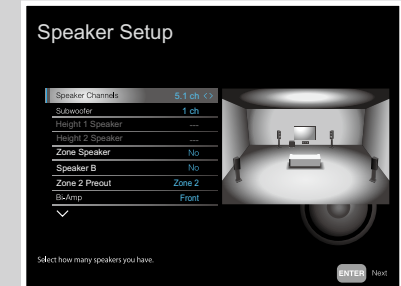 Speaker Setup
Speaker Channels 5.1 ch <>
Subwoofer 1 ch
Height 1 Speaker ---
Height 2 Speaker ---
Zone Speaker No
Speaker B No
Zone 2 Preout Zone 2
Bi-Amp Front
Select how many speakers you have.
ENTER Next